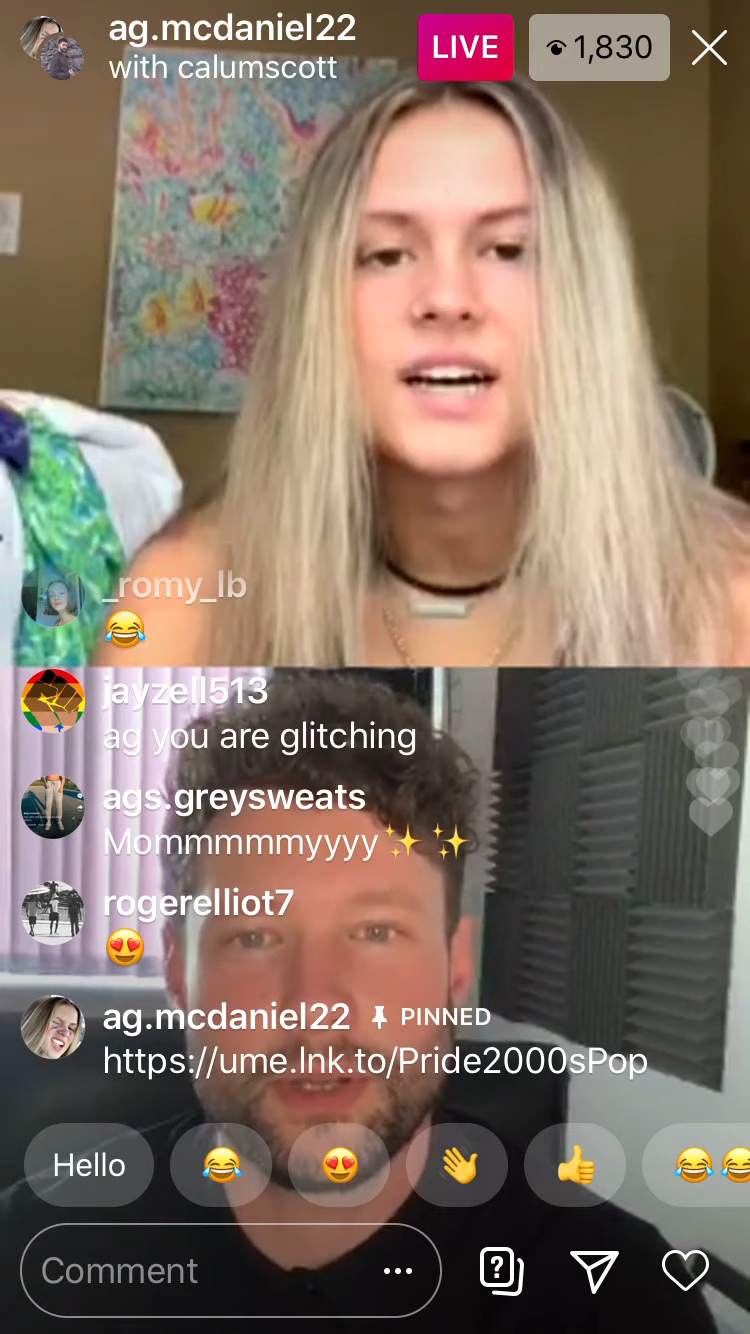 ag.mcdaniel22
with calumscott
LIVE
1,830
_romy_lb
😂
jayzell513
ag you are glitching
ags.greysweats
Mommmmmyyyy✨ ✨
rogerelliot7
😍
ag.mcdaniel22 PINNED
https://ume.lnk.to/Pride2000sPop
Hello 😂 😍 👋 👍 😂😂
Comment